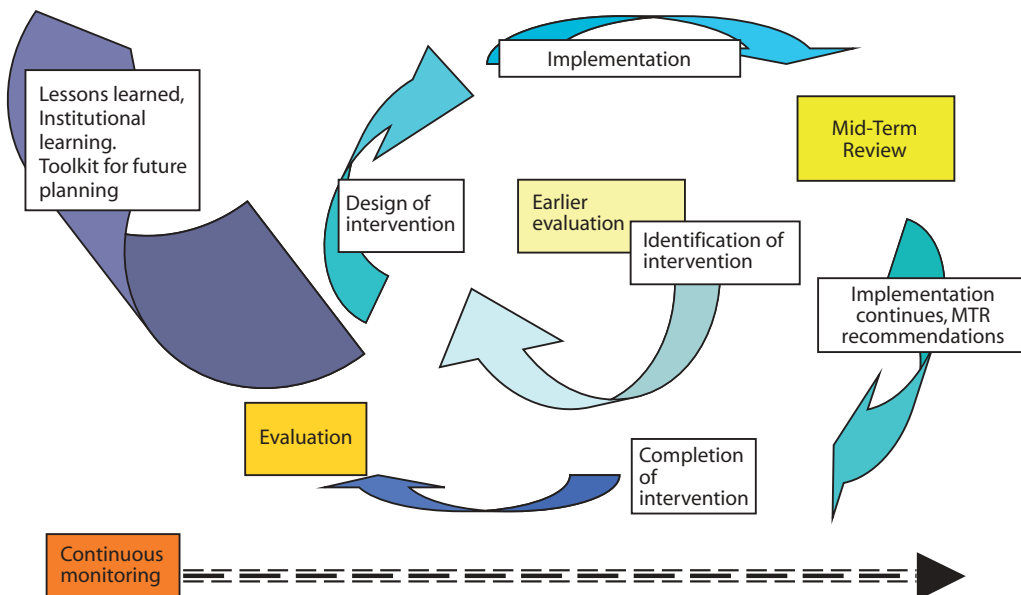 Implementation
Lessons learned,
Institutional
learning.
Toolkit for future
planning
Mid-Term
Review
Design of
intervention
Earlier
evaluation
Identification of
intervention
Implementation
continues, MTR
recommendations
Evaluation
Completion
of
intervention
Continuous
monitoring